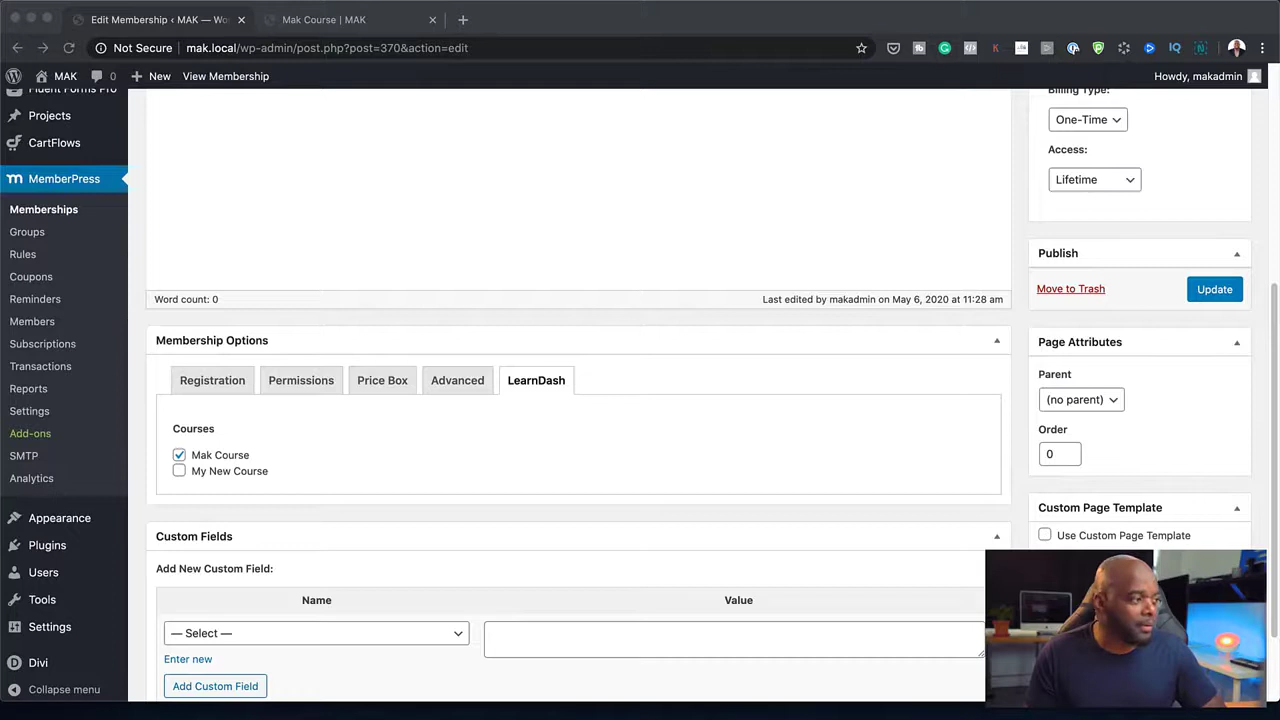 Edit Membership ‹ MAK — Wo
Mak Course | MAK
Not Secure
mak.local/wp-admin/post.php?post=370&action=edit
MAK
0
New
View Membership
Howdy, makadmin
Fluent Forms Pro
Projects
CartFlows
MemberPress
Memberships
Groups
Rules
Coupons
Reminders
Members
Subscriptions
Transactions
Reports
Settings
Add-ons
SMTP
Analytics
Appearance
Plugins
Users
Tools
Settings
Divi
Collapse menu
Word count: 0
Last edited by makadmin on May 6, 2020 at 11:28 am
Membership Options
Registration
Permissions
Price Box
Advanced
LearnDash
Courses
Mak Course
My New Course
Custom Fields
Add New Custom Field:
Name
Value
— Select —
Enter new
Add Custom Field
Billing Type:
One-Time
Access:
Lifetime
Publish
Move to Trash
Update
Page Attributes
Parent
(no parent)
Order
0
Custom Page Template
Use Custom Page Template